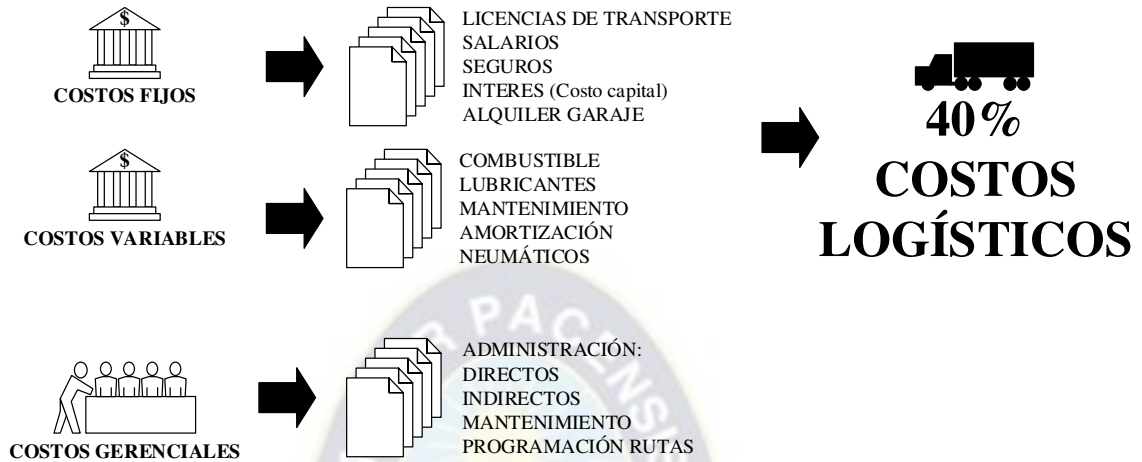 $
COSTOS FIJOS
LICENCIAS DE TRANSPORTE
SALARIOS
SEGUROS
INTERES (Costo capital)
ALQUILER GARAJE
$
COSTOS VARIABLES
COMBUSTIBLE
LUBRICANTES
MANTENIMIENTO
AMORTIZACIÓN
NEUMÁTICOS
COSTOS GERENCIALES
ADMINISTRACIÓN:
DIRECTOS
INDIRECTOS
MANTENIMIENTO
PROGRAMACIÓN RUTAS
40%
COSTOS
LOGÍSTICOS